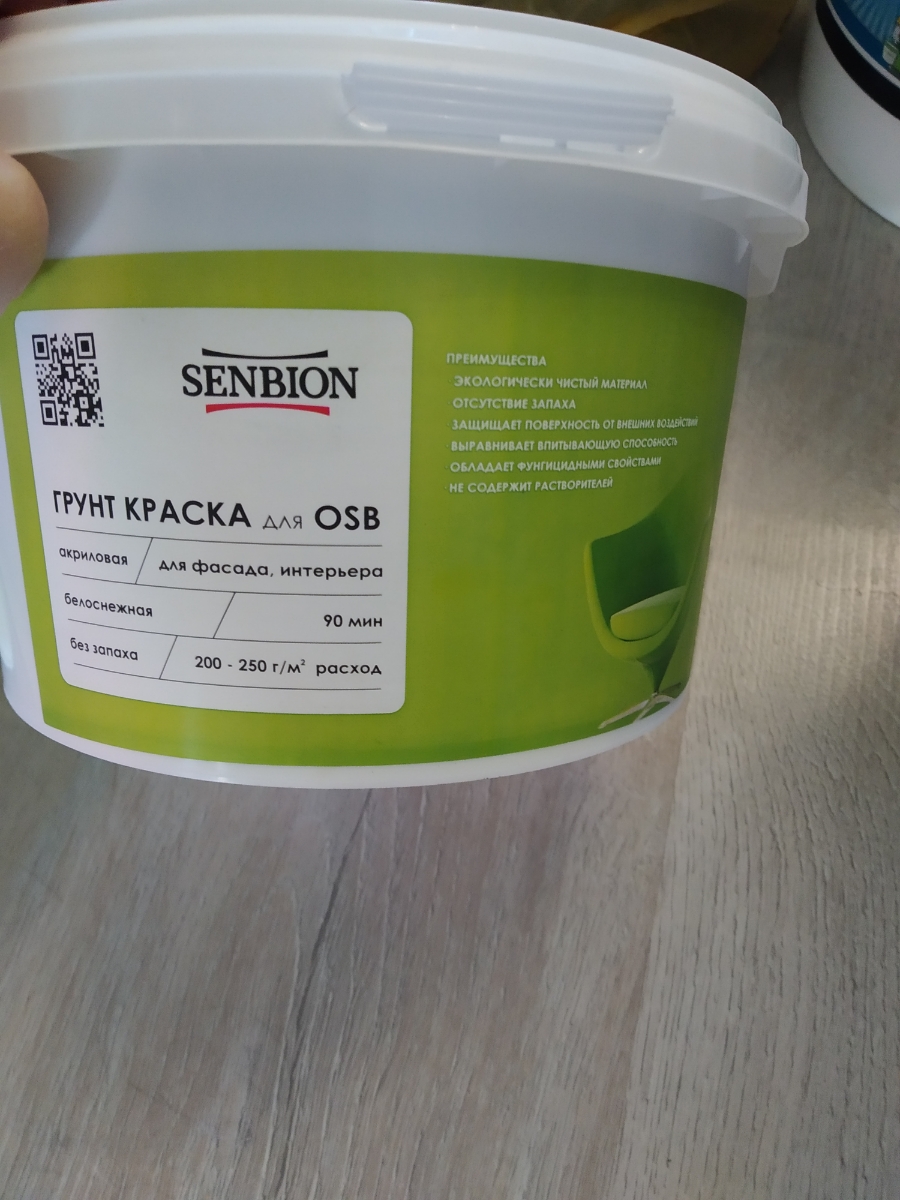 SENBION
ГРУНТ КРАСКА для OSB
акриловая для фасада, интерьера
белоснежная 90 мин
без запаха 200 - 250 г/м² расход
ПРЕИМУЩЕСТВА
ЭКОЛОГИЧЕСКИ ЧИСТЫЙ МАТЕРИАЛ
ОТСУТСТВИЕ ЗАПАХА
ЗАЩИЩАЕТ ПОВЕРХНОСТЬ ОТ ВНЕШНИХ ВОЗДЕЙСТВИЙ
ВЫРАВНИВАЕТ ВПИТЫВАЮЩУЮ СПОСОБНОСТЬ
ОБЛАДАЕТ ФУНГИЦИДНЫМИ СВОЙСТВАМИ
НЕ СОДЕРЖИТ РАСТВОРИТЕЛЕЙ